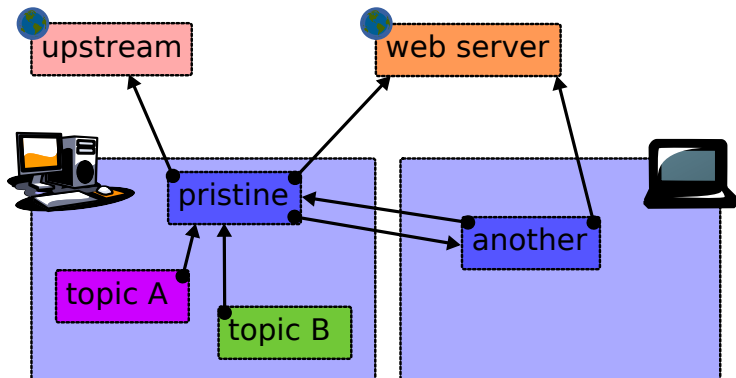 upstream
web server
pristine
another
topic A
topic B